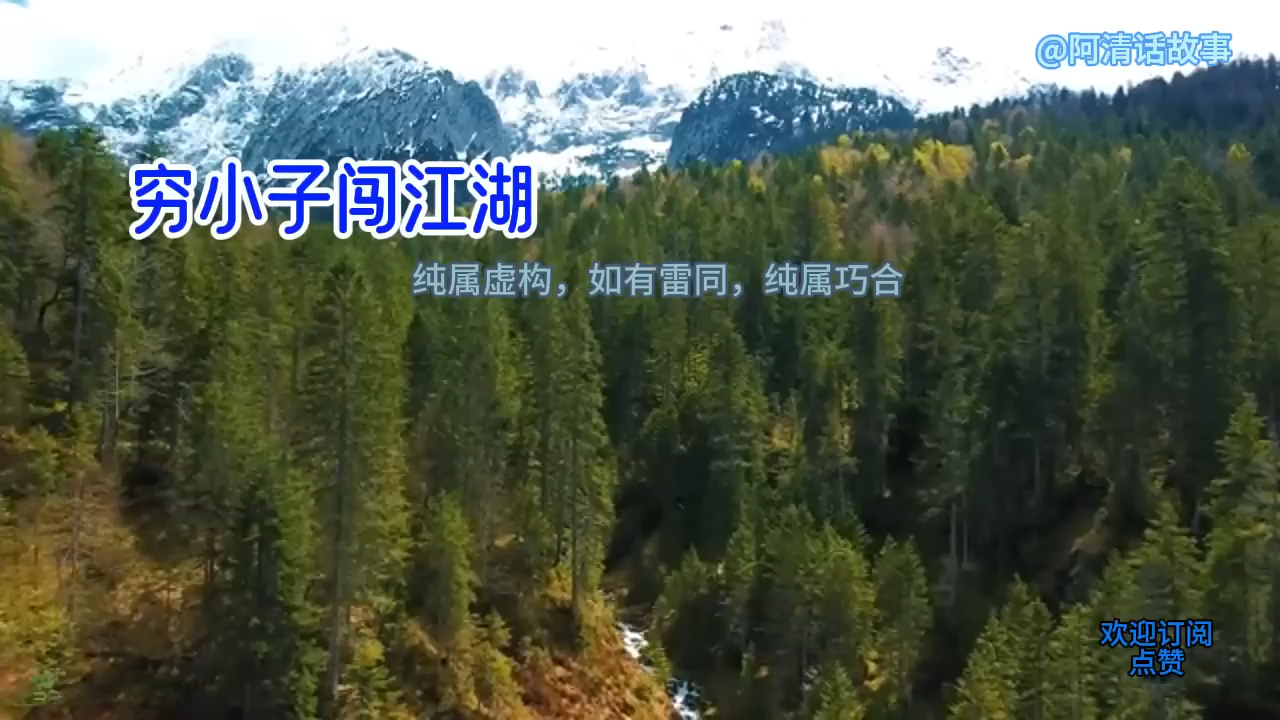 @阿清话故事
穷小子闯江湖
纯属虚构，如有雷同，纯属巧合
欢迎订阅
点赞